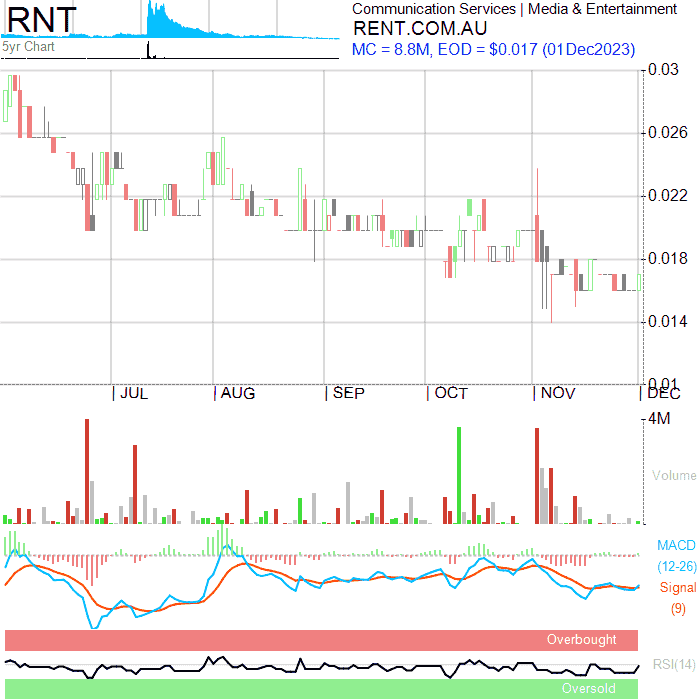 RNT
5yr Chart
Communication Services | Media & Entertainment
RENT.COM.AU
MC = 8.8M, EOD = $0.017 (01Dec2023)
0.03
0.026
0.022
0.018
0.014
0.01
| JUL | AUG | SEP | OCT | NOV | DEC
4M
Volume
MACD
(12-26)
Signal
(9)
Overbought
RSI(14)
Oversold